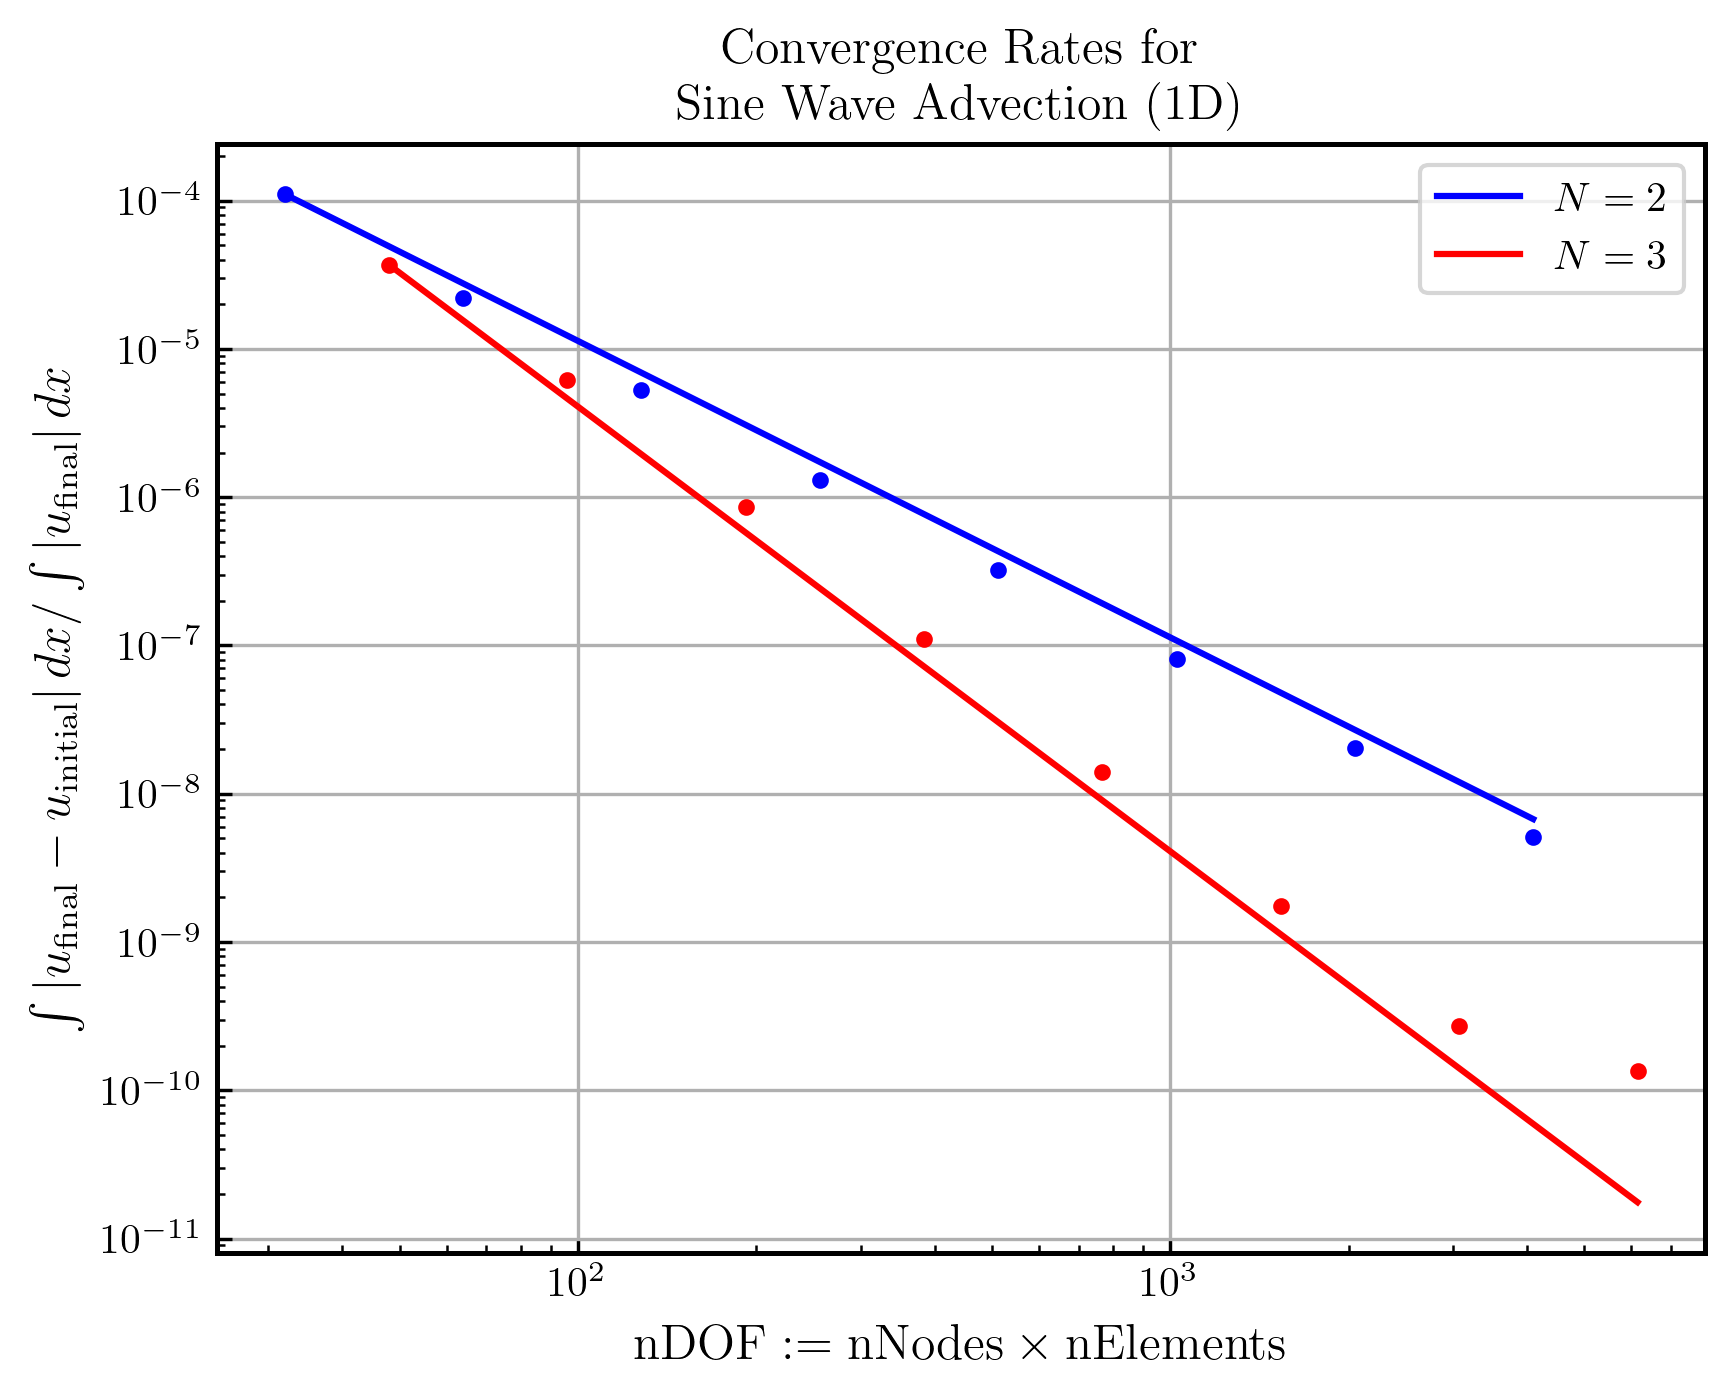 Convergence Rates for
Sine Wave Advection (1D)
N = 2
N = 3
10⁻⁴
10⁻⁵
10⁻⁶
10⁻⁷
10⁻⁸
10⁻⁹
10⁻¹⁰
10⁻¹¹
∫ |u_final − u_initial| dx / ∫ |u_final| dx
10² 10³
nDOF := nNodes × nElements